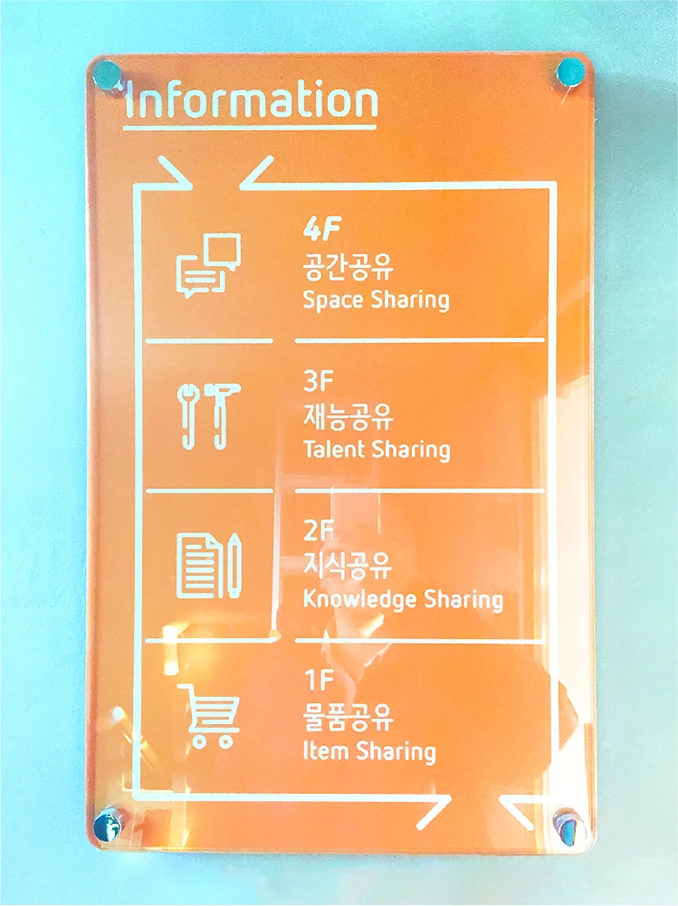 Information
4F
공간공유
Space Sharing
3F
재능공유
Talent Sharing
2F
지식공유
Knowledge Sharing
1F
물품공유
Item Sharing